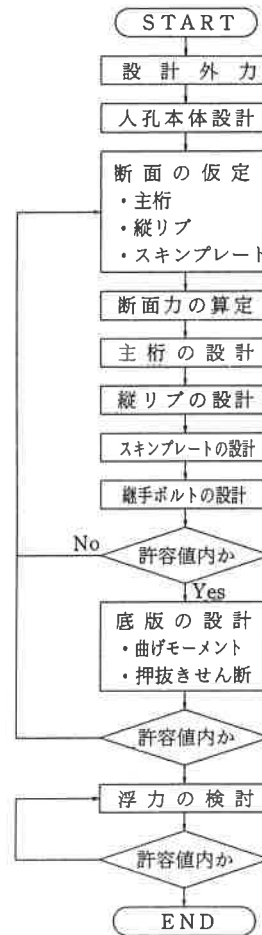 START
設計外力
人孔本体設計
断面の仮定
・主桁
・縦リブ
・スキンプレート
断面力の算定
主桁の設計
縦リブの設計
スキンプレートの設計
継手ボルトの設計
No
許容値内か
Yes
底版の設計
・曲げモーメント
・押抜きせん断
許容値内か
浮力の検討
許容値内か
END